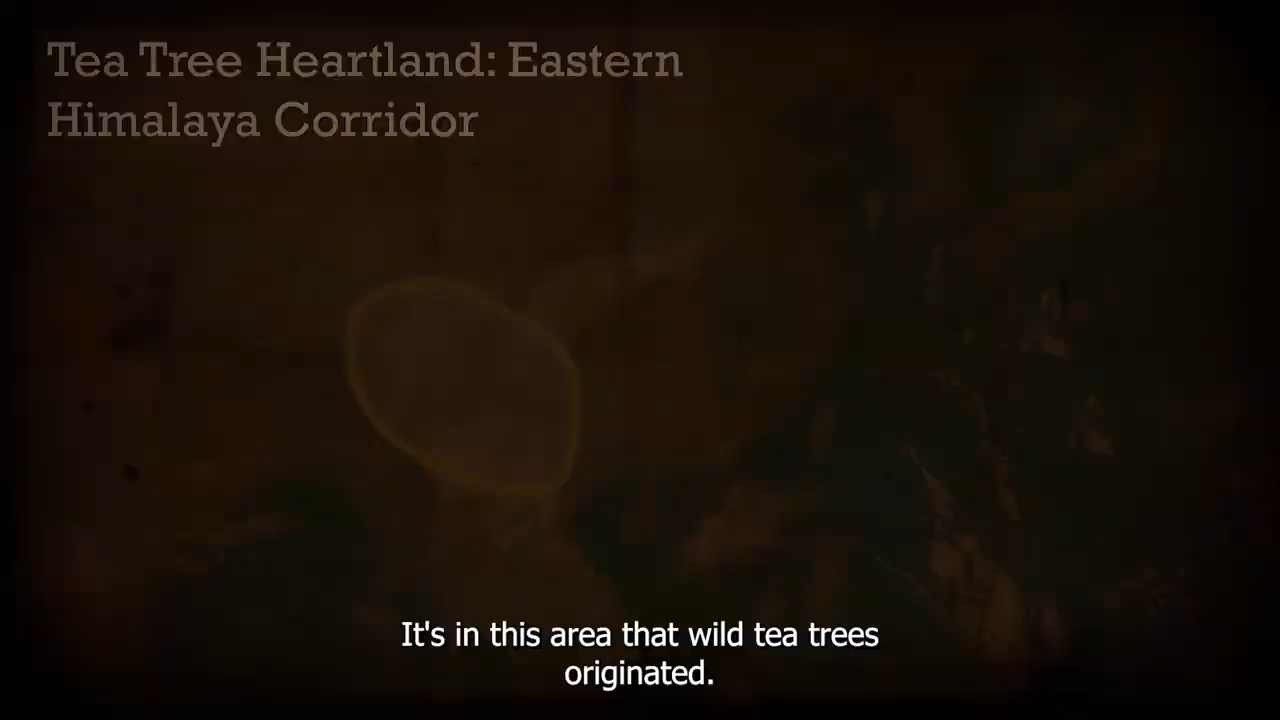 Tea Tree Heartland: Eastern
Himalaya Corridor
It's in this area that wild tea trees
originated.